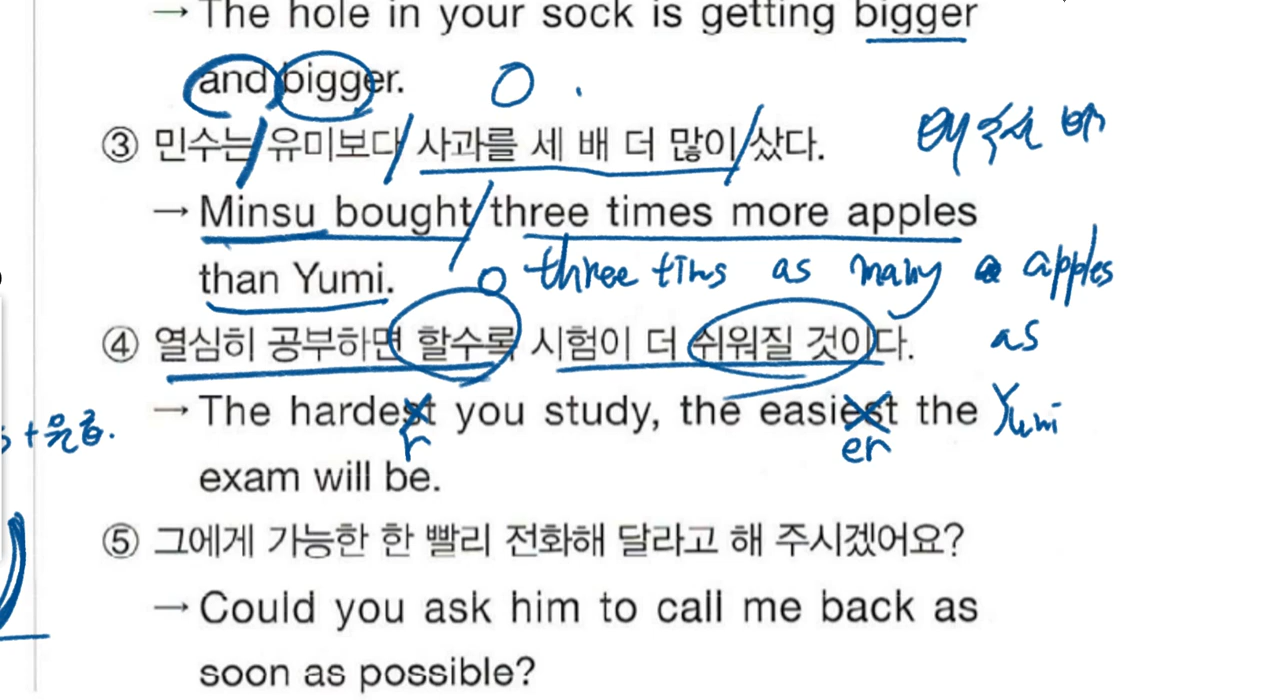 → The hole in your sock is getting bigger
and bigger.
③ 민수는 유미보다 사과를 세 배 더 많이 샀다.
→ Minsu bought three times more apples
than Yumi.
three tims as many apples
as
Yumi
④ 열심히 공부하면 할수록 시험이 더 쉬워질 것이다.
→ The hardest you study, the easiest the
r er
exam will be.
⑤ 그에게 가능한 한 빨리 전화해 달라고 해 주시겠어요?
→ Could you ask him to call me back as
soon as possible?